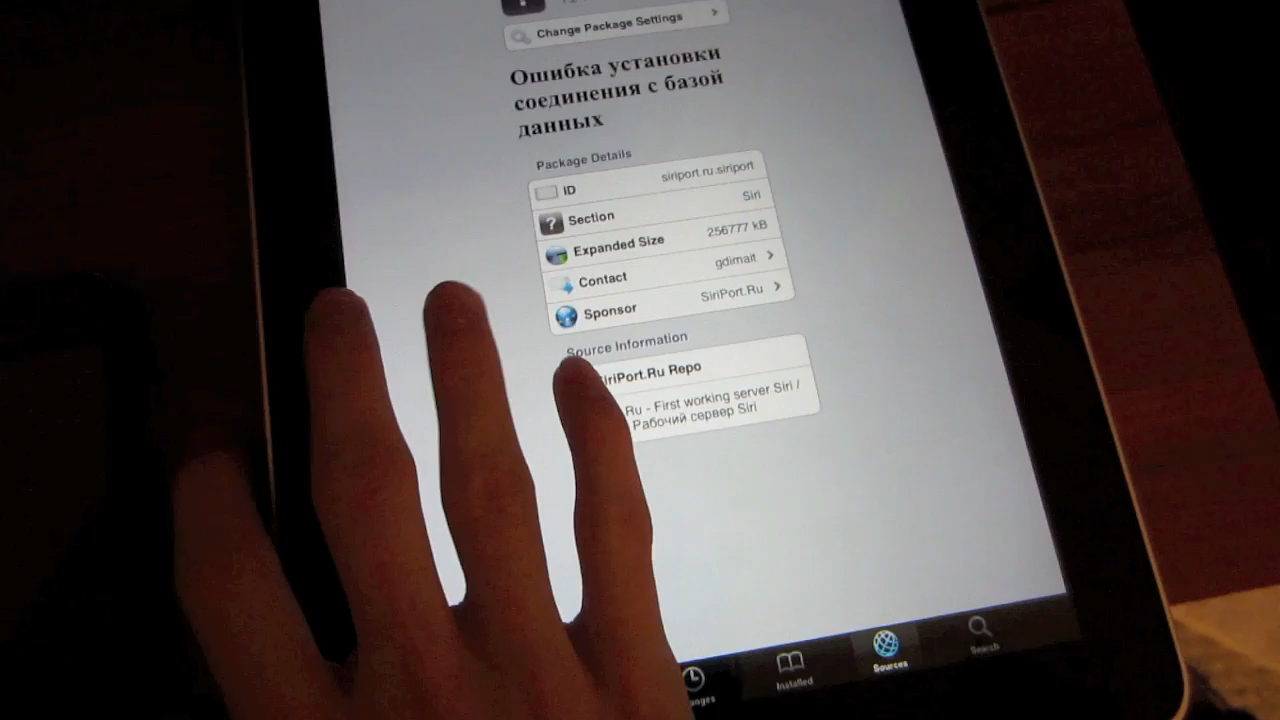 Change Package Settings
Ошибка установки
соединения с базой
данных
Package Details
ID siriport.ru.siriport
Section Siri
Expanded Size 256777 kB
Contact gdimait
Sponsor SiriPort.Ru
Source Information
SiriPort.Ru Repo
Ru - First working server Siri /
Рабочий сервер Siri
Installed
Sources
Search